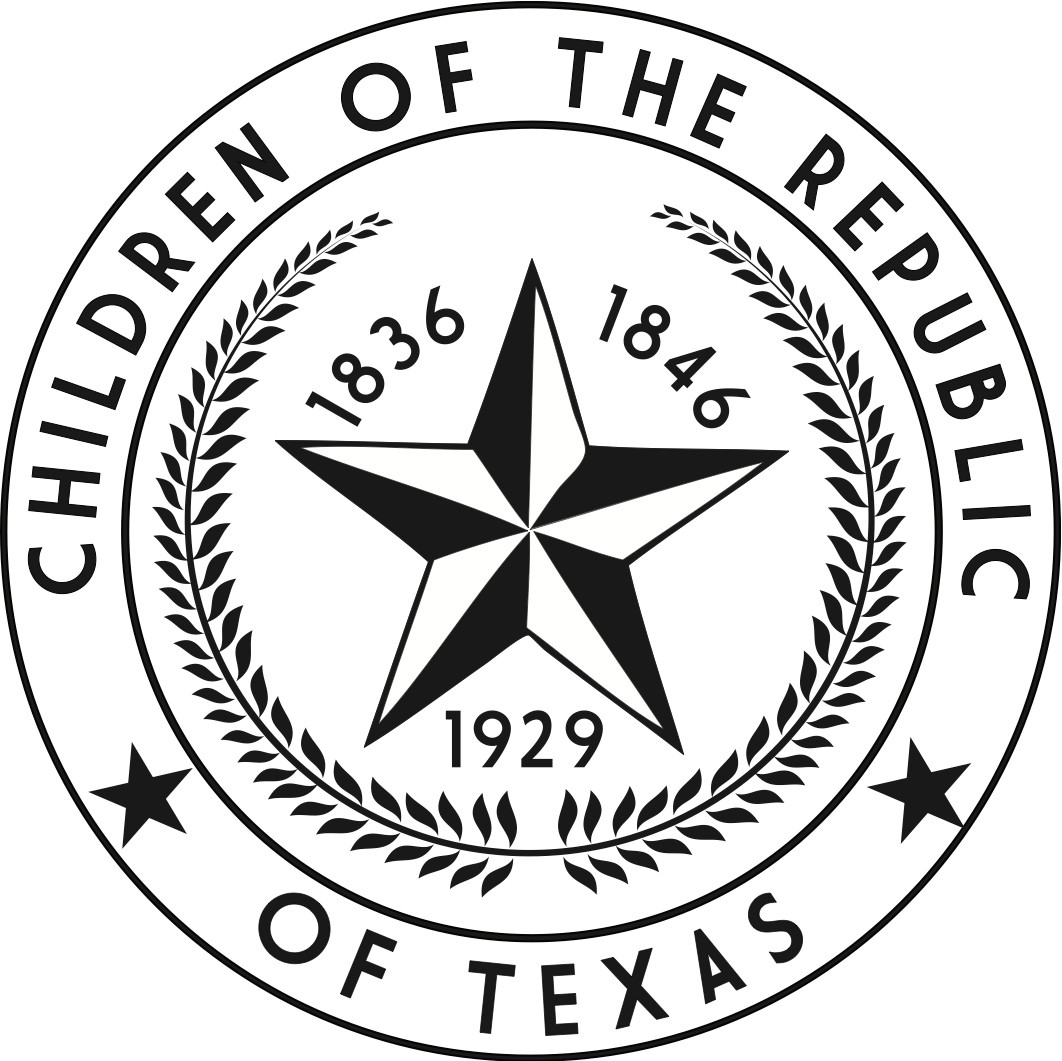 CHILDREN OF THE REPUBLIC
OF TEXAS
1836
1846
1929